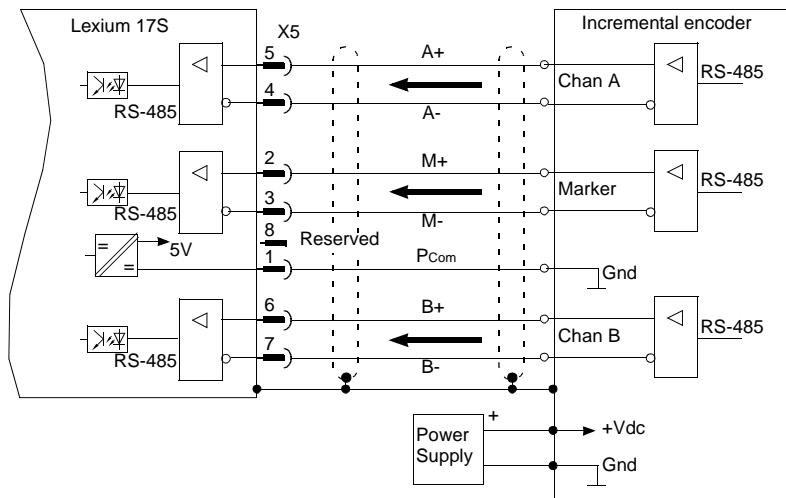 Lexium 17S
X5
Incremental encoder
5
A+
Chan A
RS-485
RS-485
4
A-
2
M+
Marker
RS-485
RS-485
3
M-
8
Reserved
5V
=
=
1
PCom
Gnd
6
B+
Chan B
RS-485
RS-485
7
B-
Power
Supply
+
+Vdc
Gnd